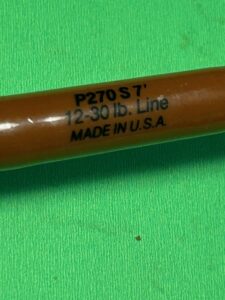 P270 S 7'
12-30 lb. Line
MADE IN U.S.A.